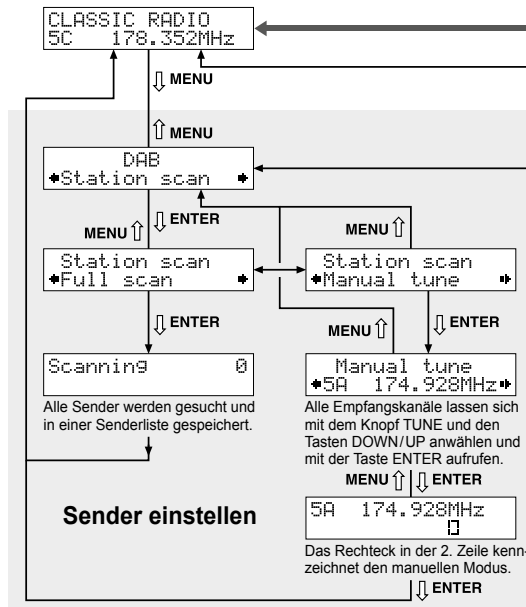 CLASSIC RADIO
5C 178.352MHz
MENU
MENU
DAB
Station scan
MENU
ENTER
Station scan
Full scan
ENTER
Scanning 0
Alle Sender werden gesucht und
in einer Senderliste gespeichert.
MENU
Station scan
Manual tune
MENU
ENTER
Manual tune
5A 174.928MHz
Alle Empfangskanäle lassen sich
mit dem Knopf TUNE und den
Tasten DOWN/UP anwählen und
mit der Taste ENTER aufrufen.
MENU
ENTER
5A 174.928MHz
Das Rechteck in der 2. Zeile kenn-
zeichnet den manuellen Modus.
ENTER
Sender einstellen